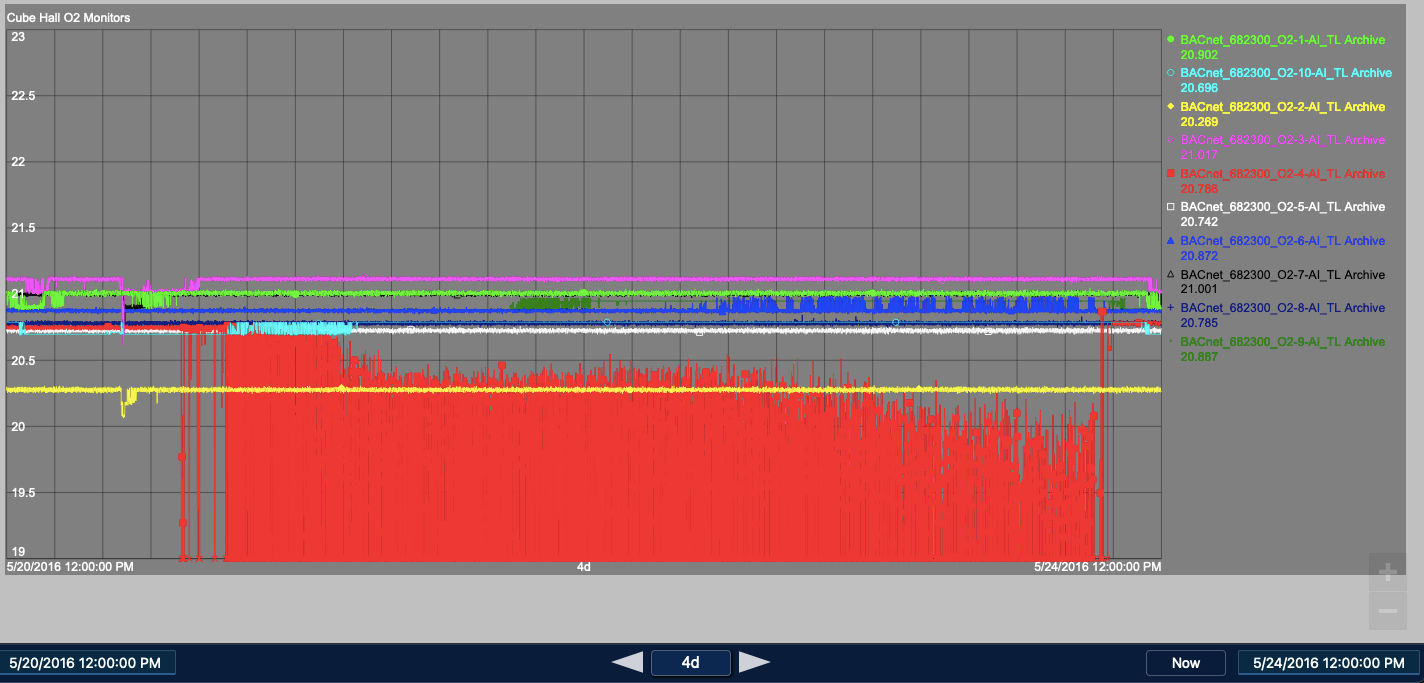 Cube Hall O2 Monitors
23
22.5
22
21.5
21
20.5
20
19.5
19
5/20/2016 12:00:00 PM
4d
5/24/2016 12:00:00 PM
BACnet_682300_O2-1-AI_TL Archive
20.902
BACnet_682300_O2-10-AI_TL Archive
20.696
BACnet_682300_O2-2-AI_TL Archive
20.269
BACnet_682300_O2-3-AI_TL Archive
21.017
BACnet_682300_O2-4-AI_TL Archive
20.786
BACnet_682300_O2-5-AI_TL Archive
20.742
BACnet_682300_O2-6-AI_TL Archive
20.872
BACnet_682300_O2-7-AI_TL Archive
21.001
BACnet_682300_O2-8-AI_TL Archive
20.785
BACnet_682300_O2-9-AI_TL Archive
20.887
+
−
5/20/2016 12:00:00 PM
4d
Now
5/24/2016 12:00:00 PM